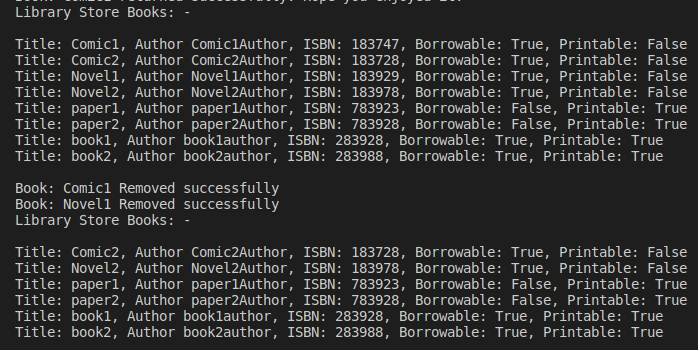 Book: Comic2 returned successfully. Hope you enjoyed it.
Library Store Books: -
Title: Comic1, Author Comic1Author, ISBN: 183747, Borrowable: True, Printable: False
Title: Comic2, Author Comic2Author, ISBN: 183728, Borrowable: True, Printable: False
Title: Novel1, Author Novel1Author, ISBN: 183929, Borrowable: True, Printable: False
Title: Novel2, Author Novel2Author, ISBN: 183978, Borrowable: True, Printable: False
Title: paper1, Author paper1Author, ISBN: 783923, Borrowable: False, Printable: True
Title: paper2, Author paper2Author, ISBN: 783928, Borrowable: False, Printable: True
Title: book1, Author book1author, ISBN: 283928, Borrowable: True, Printable: True
Title: book2, Author book2author, ISBN: 283988, Borrowable: True, Printable: True
Book: Comic1 Removed successfully
Book: Novel1 Removed successfully
Library Store Books: -
Title: Comic2, Author Comic2Author, ISBN: 183728, Borrowable: True, Printable: False
Title: Novel2, Author Novel2Author, ISBN: 183978, Borrowable: True, Printable: False
Title: paper1, Author paper1Author, ISBN: 783923, Borrowable: False, Printable: True
Title: paper2, Author paper2Author, ISBN: 783928, Borrowable: False, Printable: True
Title: book1, Author book1author, ISBN: 283928, Borrowable: True, Printable: True
Title: book2, Author book2author, ISBN: 283988, Borrowable: True, Printable: True